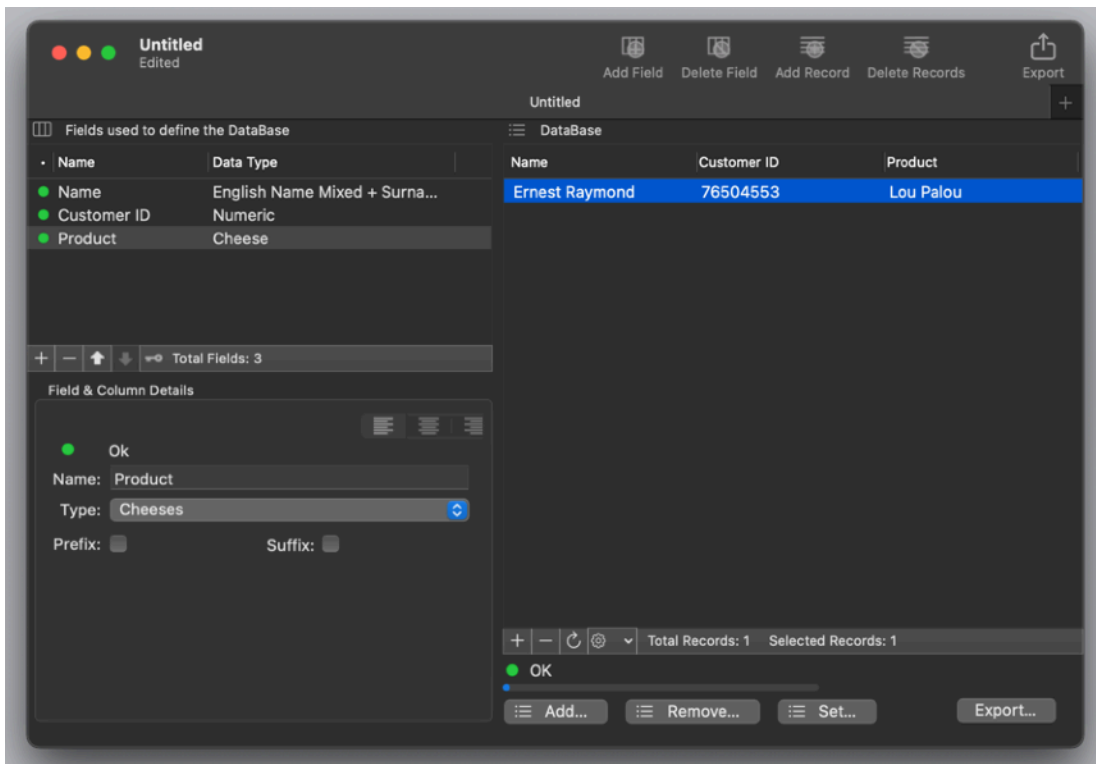 Untitled
Edited
Add Field Delete Field Add Record Delete Records Export
Untitled
Fields used to define the DataBase
Name Data Type
Name English Name Mixed + Surna...
Customer ID Numeric
Product Cheese
Total Fields: 3
Field & Column Details
Ok
Name: Product
Type: Cheeses
Prefix: Suffix:
DataBase
Name Customer ID Product
Ernest Raymond 76504553 Lou Palou
Total Records: 1 Selected Records: 1
OK
Add... Remove... Set... Export...